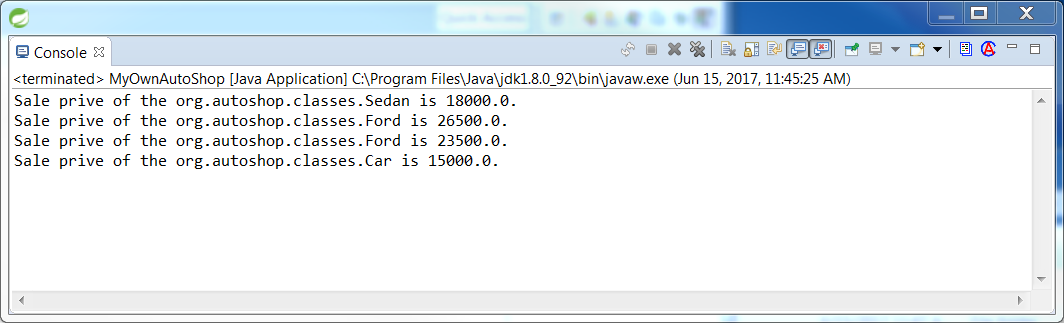 Console
<terminated> MyOwnAutoShop [Java Application] C:\Program Files\Java\jdk1.8.0_92\bin\javaw.exe (Jun 15, 2017, 11:45:25 AM)
Sale prive of the org.autoshop.classes.Sedan is 18000.0.
Sale prive of the org.autoshop.classes.Ford is 26500.0.
Sale prive of the org.autoshop.classes.Ford is 23500.0.
Sale prive of the org.autoshop.classes.Car is 15000.0.